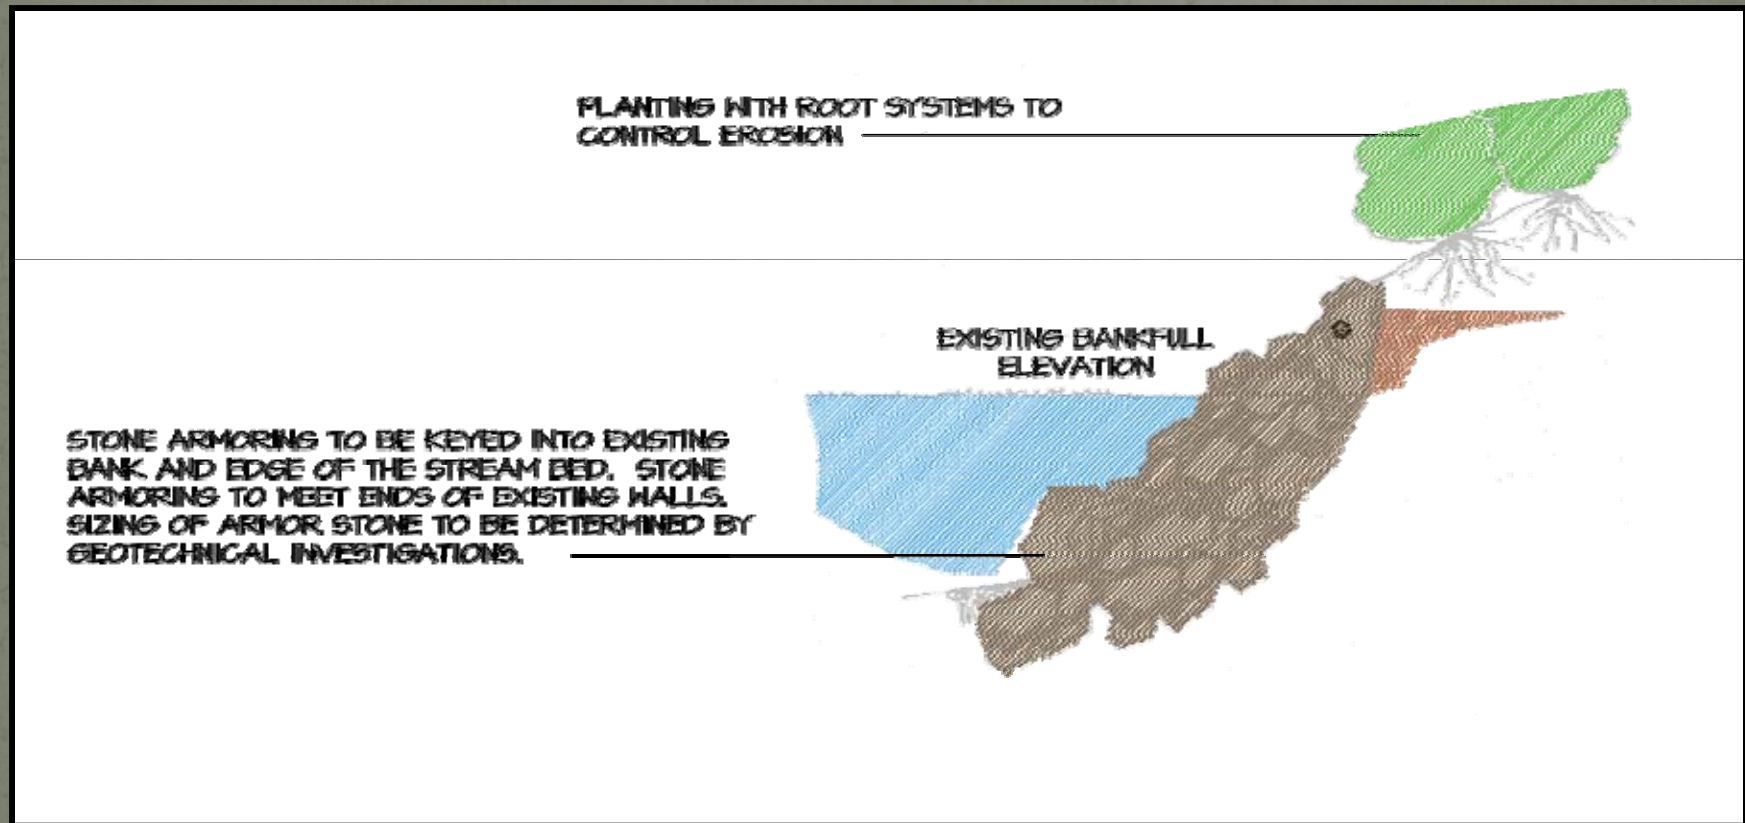 PLANTING WITH ROOT SYSTEMS TO
CONTROL EROSION
EXISTING BANKFULL
ELEVATION
STONE ARMORING TO BE KEYED INTO EXISTING
BANK AND EDGE OF THE STREAM BED. STONE
ARMORING TO MEET ENDS OF EXISTING WALLS.
SIZING OF ARMOR STONE TO BE DETERMINED BY
GEOTECHNICAL INVESTIGATIONS.